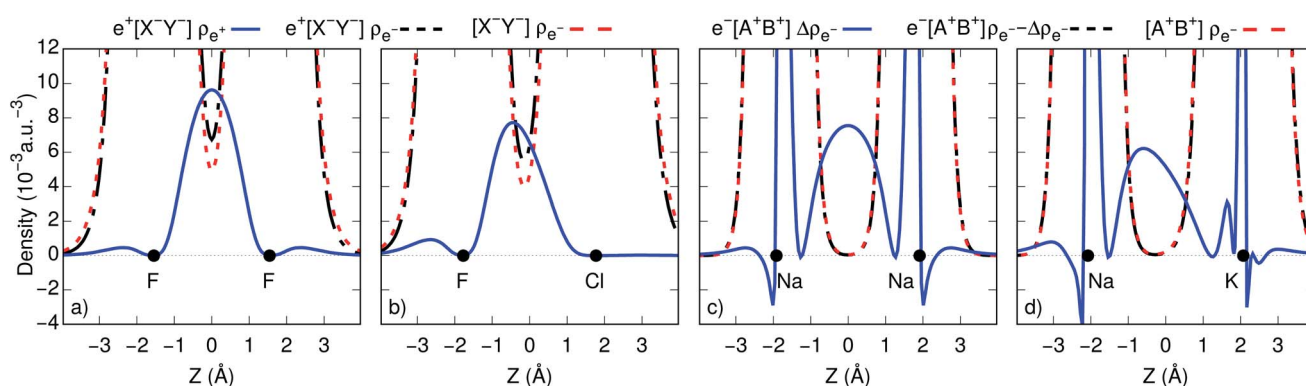 e⁺[X⁻Y⁻] ρₑ⁺ e⁺[X⁻Y⁻] ρₑ⁻ [X⁻Y⁻] ρₑ⁻ e⁻[A⁺B⁺] Δρₑ⁻ e⁻[A⁺B⁺]ρₑ⁻–Δρₑ⁻ [A⁺B⁺] ρₑ⁻
Density (10⁻³a.u.⁻³)
12
10
8
6
4
2
0
−2
−4
F F F Cl Na Na Na K
a) b) c) d)
−3 −2 −1 0 1 2 3 −3 −2 −1 0 1 2 3 −3 −2 −1 0 1 2 3 −3 −2 −1 0 1 2 3
Z (Å) Z (Å) Z (Å) Z (Å)